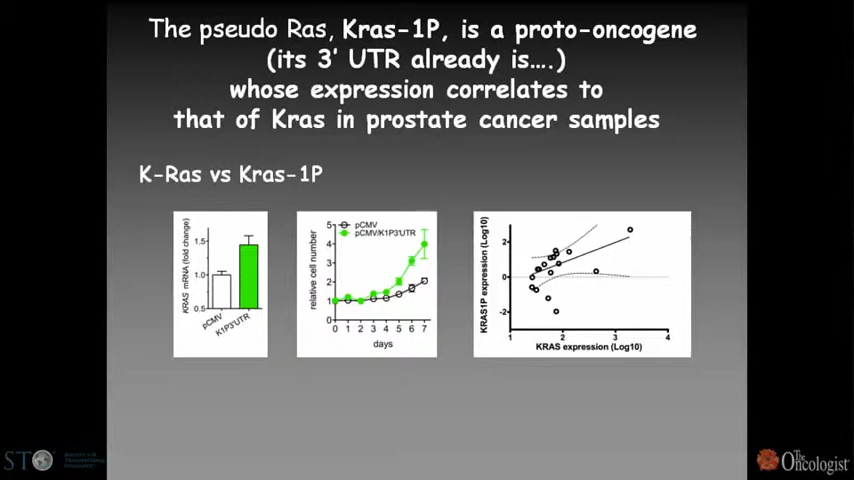 The pseudo Ras, Kras-1P, is a proto-oncogene
(its 3' UTR already is....)
whose expression correlates to
that of Kras in prostate cancer samples
K-Ras vs Kras-1P
KRAS mRNA (fold change)
1.5
1.0
0.5
pCMV
K1P3'UTR
relative cell number
5
4
3
2
1
0
pCMV
pCMV/K1P3'UTR
0 1 2 3 4 5 6 7
days
KRAS1P expression (Log10)
2
0
-2
1 2 3 4
KRAS expression (Log10)
STO
The
Oncologist®